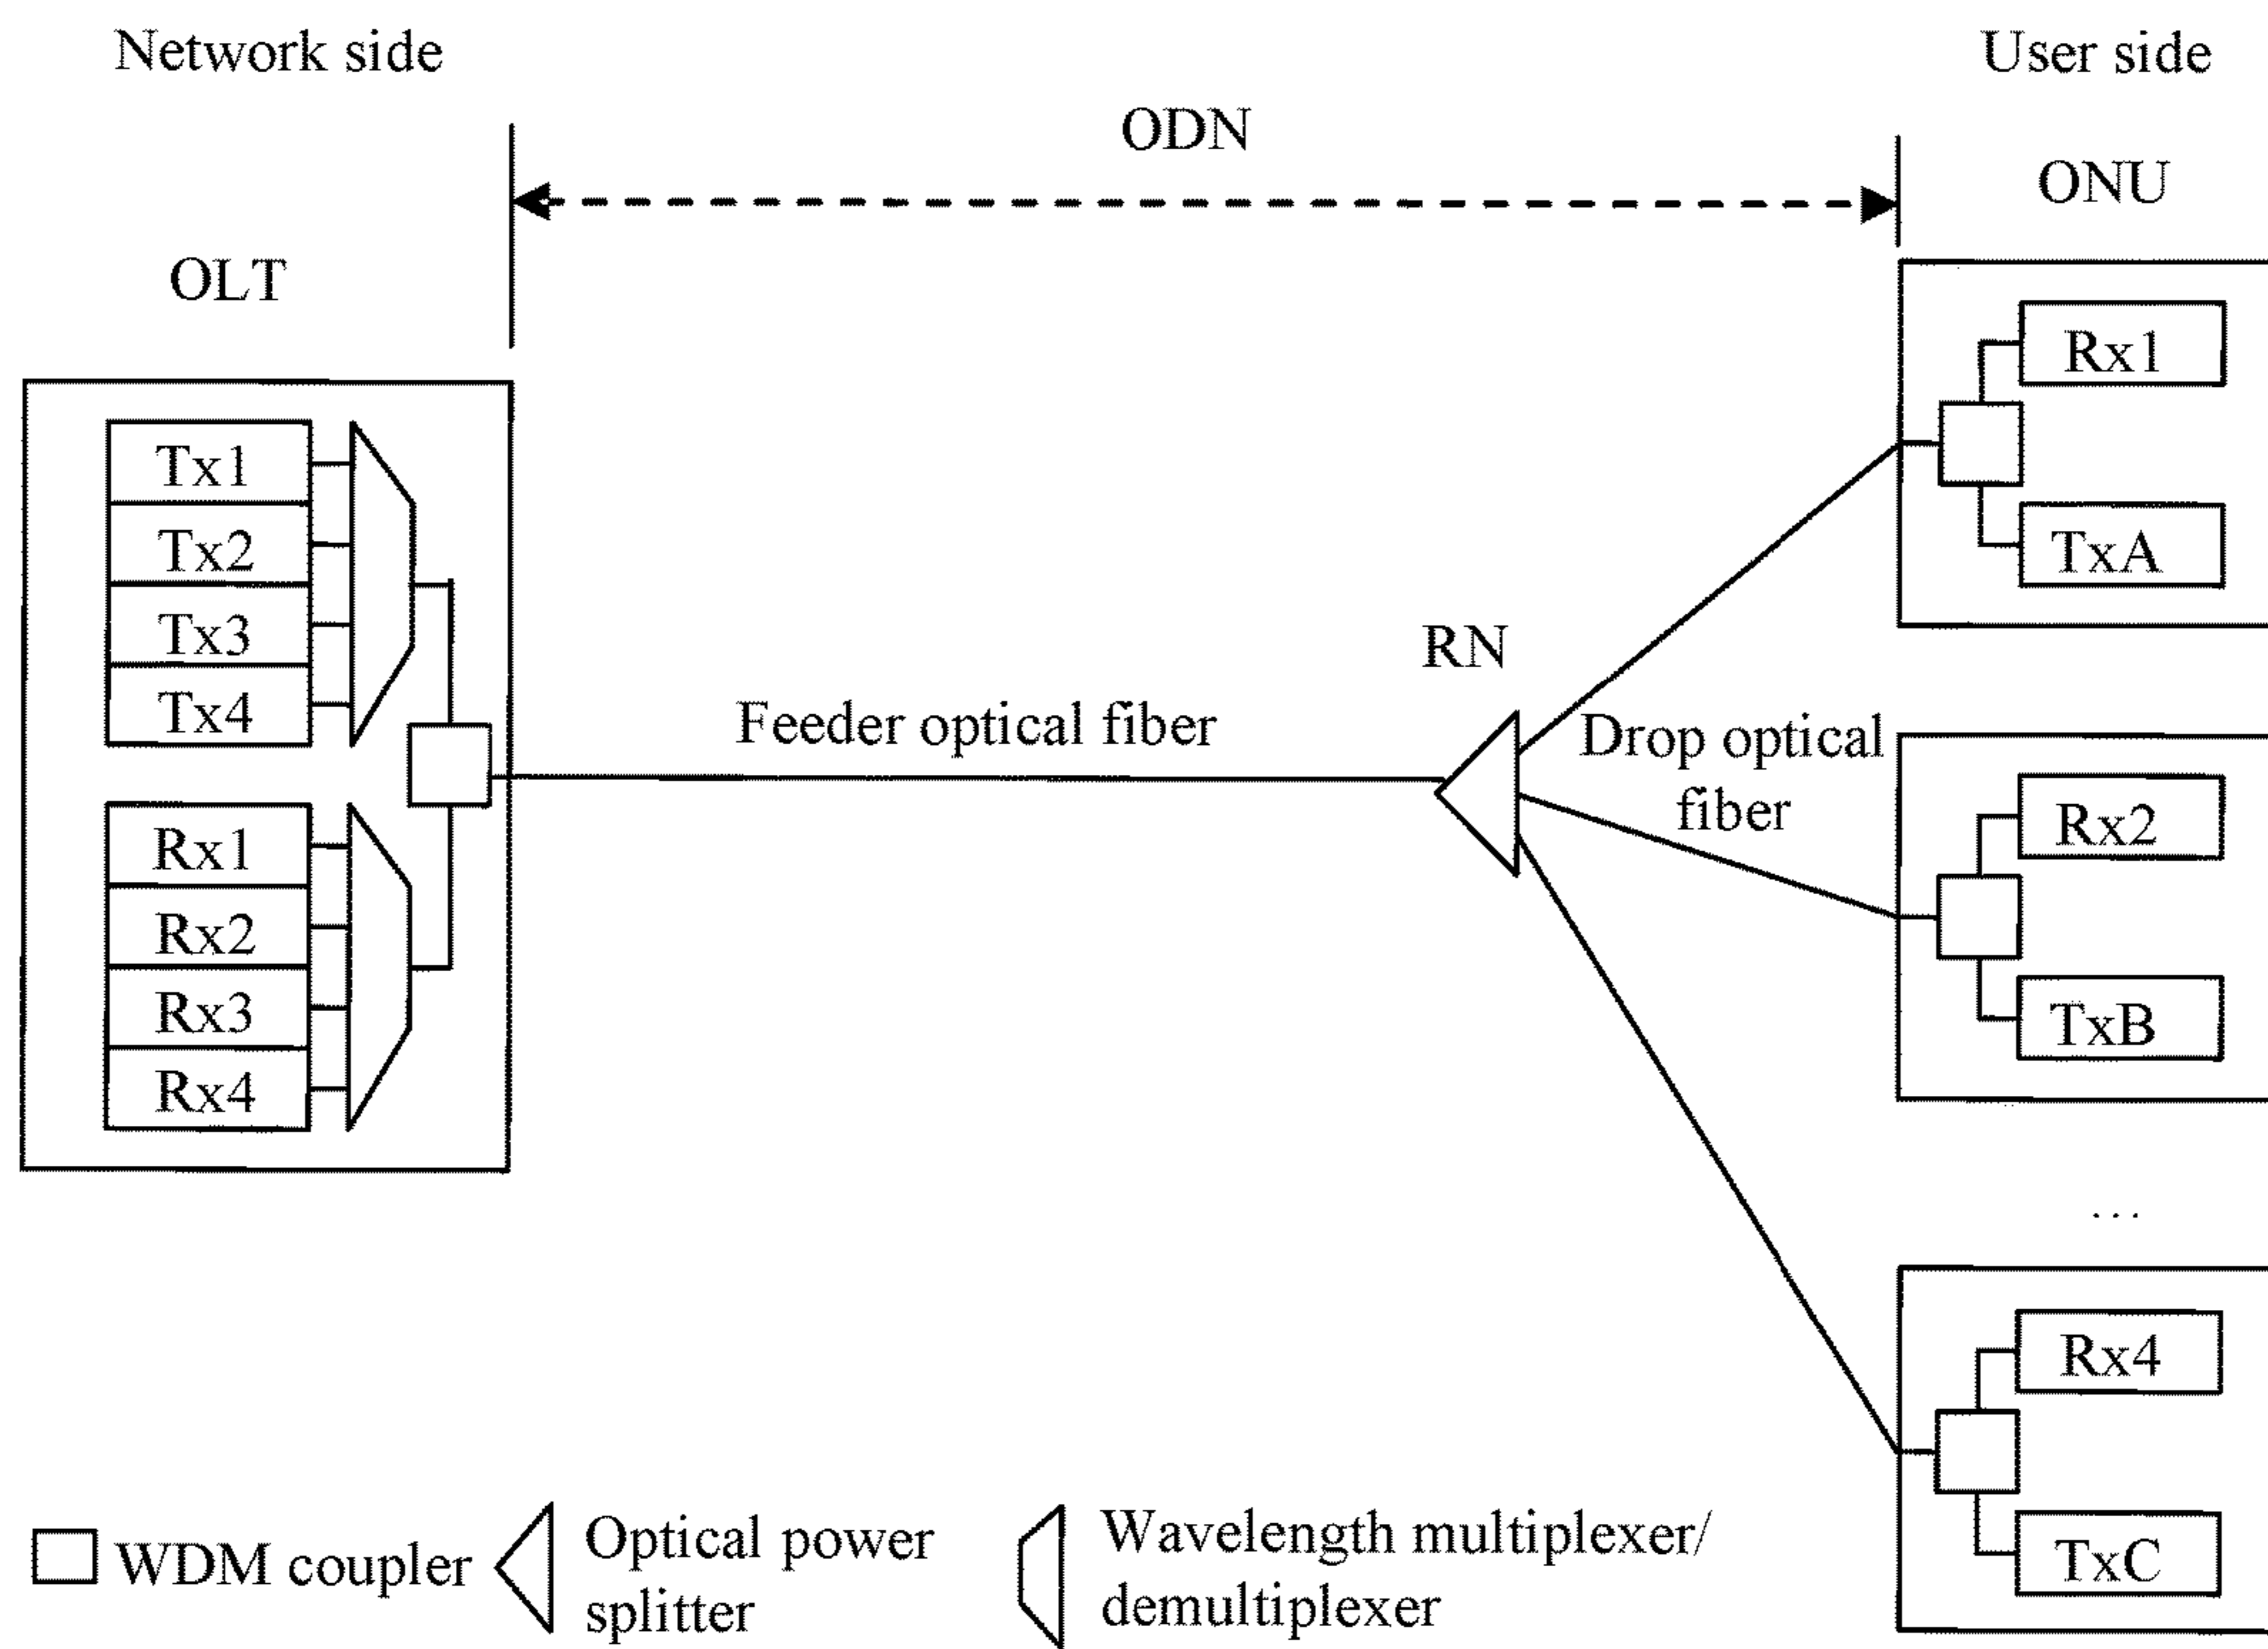 Network side
User side
ODN
ONU
OLT
Rx1
TxA
Tx1
Tx2
Tx3
Tx4
RN
Feeder optical fiber
Drop optical
fiber
Rx2
TxB
Rx1
Rx2
Rx3
Rx4
...
Rx4
TxC
WDM coupler
Optical power
splitter
Wavelength multiplexer/
demultiplexer